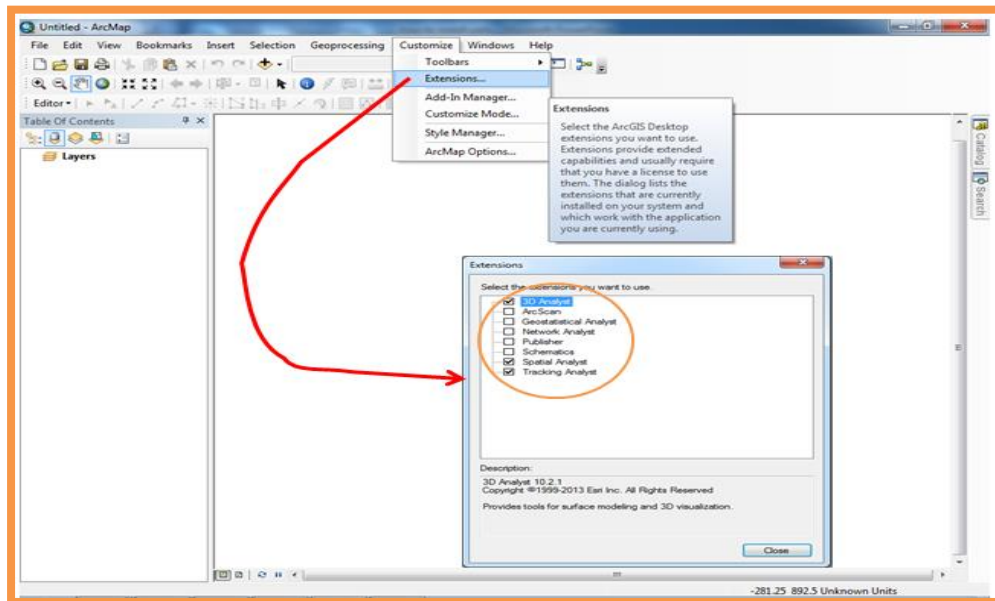 Untitled - ArcMap
File Edit View Bookmarks Insert Selection Geoprocessing Customize Windows Help
Toolbars
Extensions...
Add-In Manager...
Customize Mode...
Style Manager...
ArcMap Options...
Editor
Table Of Contents
Layers
Extensions
Select the ArcGIS Desktop
extensions you want to use.
Extensions provide extended
capabilities and usually require
that you have a license to use
them. The dialog lists the
extensions that are currently
installed on your system and
which work with the application
you are currently using.
Catalog
Search
Extensions
Select the extensions you want to use.
3D Analyst
ArcScan
Geostatistical Analyst
Network Analyst
Publisher
Schematics
Spatial Analyst
Tracking Analyst
Description:
3D Analyst 10.2.1
Copyright ©1999-2013 Esri Inc. All Rights Reserved
Provides tools for surface modeling and 3D visualization.
Close
-281.25 892.5 Unknown Units